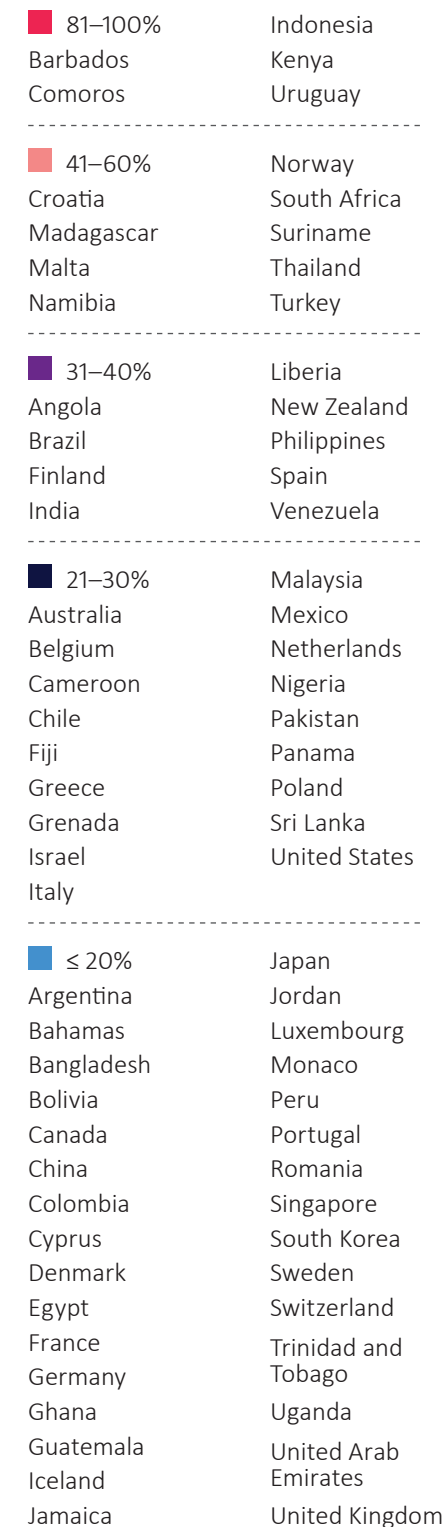 81–100%
Barbados
Comoros
Indonesia
Kenya
Uruguay
41–60%
Croatia
Madagascar
Malta
Namibia
Norway
South Africa
Suriname
Thailand
Turkey
31–40%
Angola
Brazil
Finland
India
Liberia
New Zealand
Philippines
Spain
Venezuela
21–30%
Australia
Belgium
Cameroon
Chile
Fiji
Greece
Grenada
Israel
Italy
Malaysia
Mexico
Netherlands
Nigeria
Pakistan
Panama
Poland
Sri Lanka
United States
≤ 20%
Argentina
Bahamas
Bangladesh
Bolivia
Canada
China
Colombia
Cyprus
Denmark
Egypt
France
Germany
Ghana
Guatemala
Iceland
Jamaica
Japan
Jordan
Luxembourg
Monaco
Peru
Portugal
Romania
Singapore
South Korea
Sweden
Switzerland
Trinidad and
Tobago
Uganda
United Arab
Emirates
United Kingdom